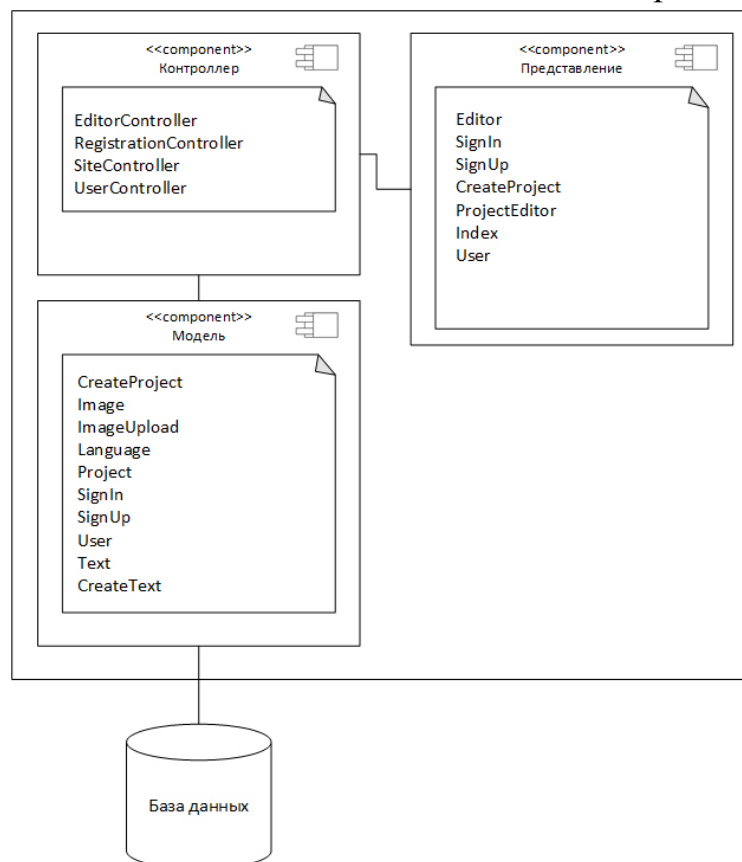 <<component>>
Контроллер
EditorController
RegistrationController
SiteController
UserController
<<component>>
Представление
Editor
SignIn
SignUp
CreateProject
ProjectEditor
Index
User
<<component>>
Модель
CreateProject
Image
ImageUpload
Language
Project
SignIn
SignUp
User
Text
CreateText
База данных